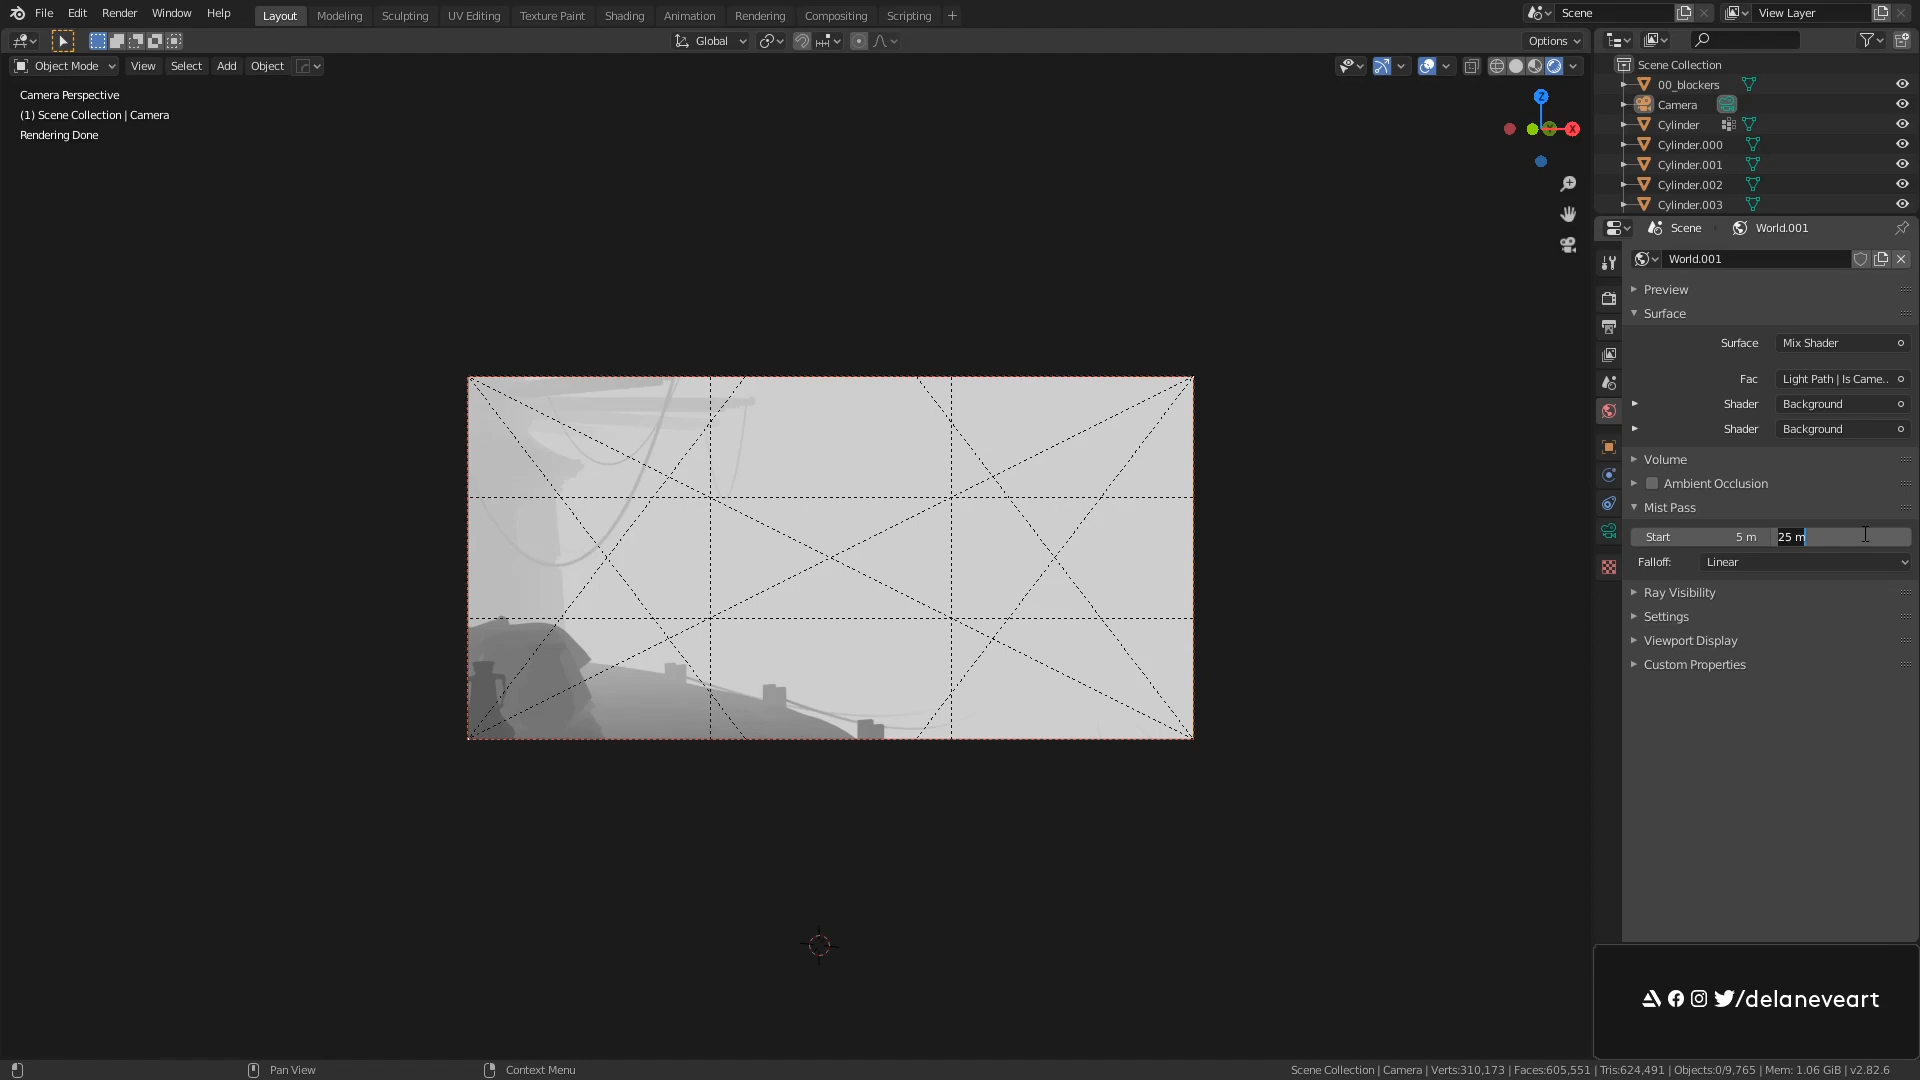 File Edit Render Window Help Layout Modeling Sculpting UV Editing Texture Paint Shading Animation Rendering Compositing Scripting + Scene View Layer
Global Options
Object Mode View Select Add Object
Camera Perspective
(1) Scene Collection | Camera
Rendering Done
Z
X
Scene Collection
00_blockers
Camera
Cylinder
Cylinder.000
Cylinder.001
Cylinder.002
Cylinder.003
Scene World.001
World.001
Preview
Surface
Surface Mix Shader
Fac Light Path | Is Came..
Shader Background
Shader Background
Volume
Ambient Occlusion
Mist Pass
Start 5 m 25 m
Falloff: Linear
Ray Visibility
Settings
Viewport Display
Custom Properties
/delaneveart
Pan View Context Menu Scene Collection | Camera | Verts:310,173 | Faces:605,551 | Tris:624,491 | Objects:0/9,765 | Mem: 1.06 GiB | v2.82.6